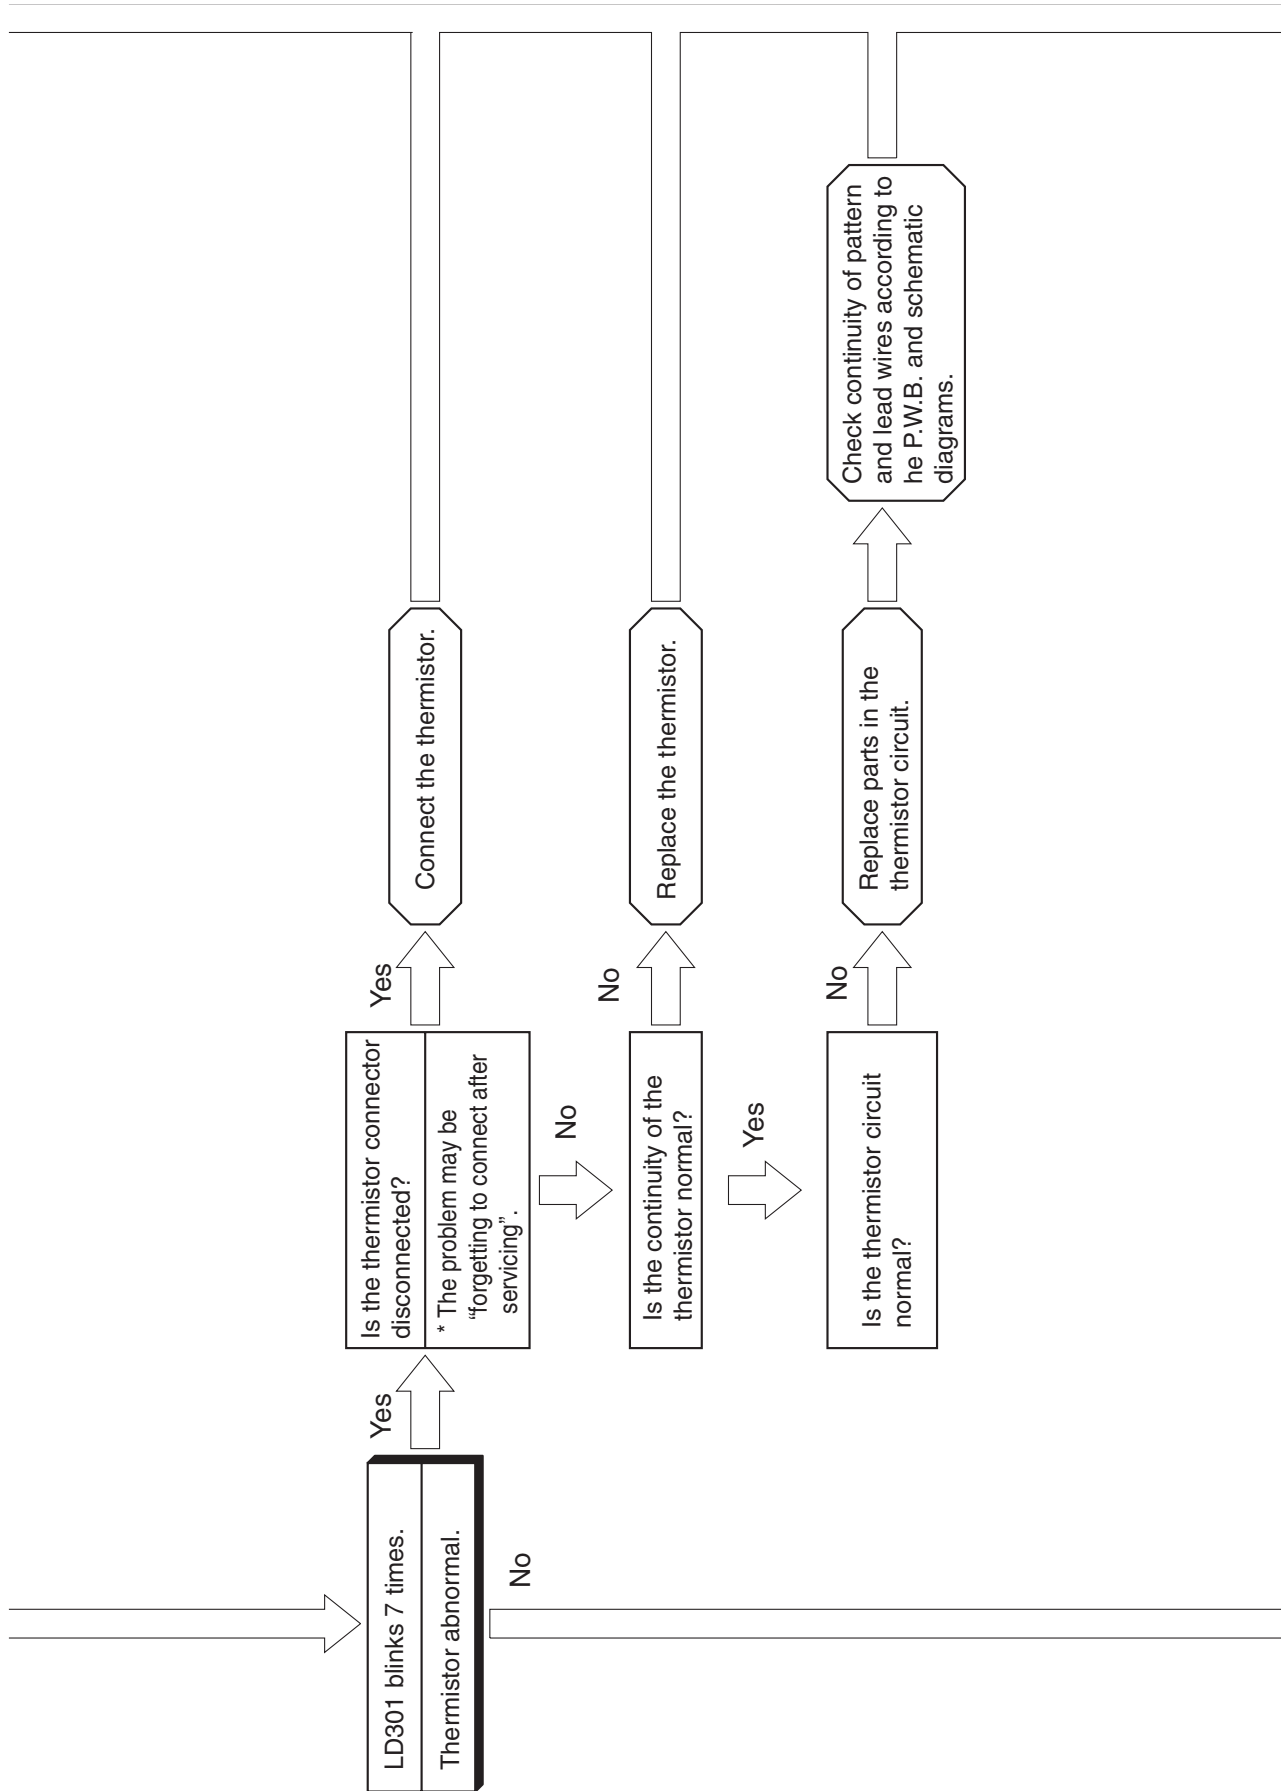 LD301 blinks 7 times.
Thermistor abnormal.
Yes
No
Is the thermistor connector
disconnected?
* The problem may be
“forgetting to connect after
servicing”.
Yes
Connect the thermistor.
No
Is the continuity of the
thermistor normal?
No
Replace the thermistor.
Yes
Is the thermistor circuit
normal?
No
Replace parts in the
thermistor circuit.
Check continuity of pattern
and lead wires according to
he P.W.B. and schematic
diagrams.